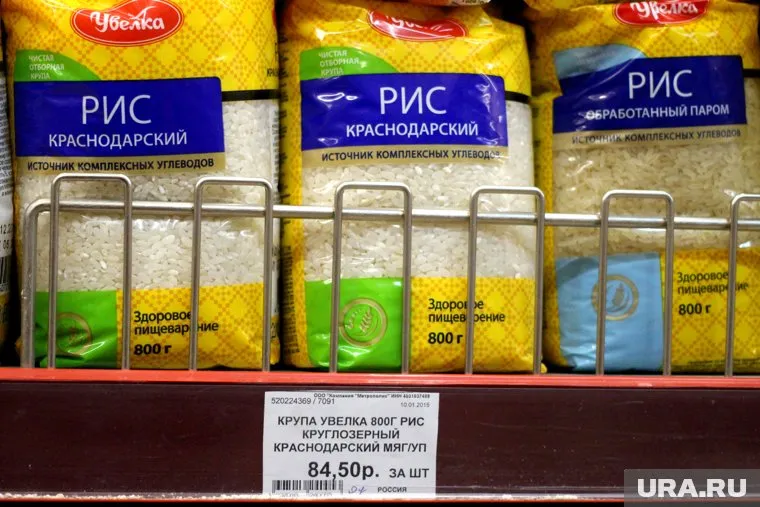 Увелка
ЧИСТАЯ
ОТБОРНАЯ
КРУПА
РИС
КРАСНОДАРСКИЙ
ИСТОЧНИК КОМПЛЕКСНЫХ УГЛЕВОДОВ
Здоровое
пищеварение
800 г
Увелка
ЧИСТАЯ
ОТБОРНАЯ
КРУПА
РИС
КРАСНОДАРСКИЙ
ИСТОЧНИК КОМПЛЕКСНЫХ УГЛЕВОДОВ
Здоровое
пищеварение
800 г
Увелка
РИС
ОБРАБОТАННЫЙ ПАРОМ
ИСТОЧНИК КОМПЛЕКСНЫХ УГЛЕВОДОВ
Здоровое
пищеварение
800 г
520224369 / 7091
10.01.2015
КРУПА УВЕЛКА 800Г РИС
КРУГЛОЗЕРНЫЙ
КРАСНОДАРСКИЙ МЯГ/УП
84,50р. ЗА ШТ
РОССИЯ
URA.RU